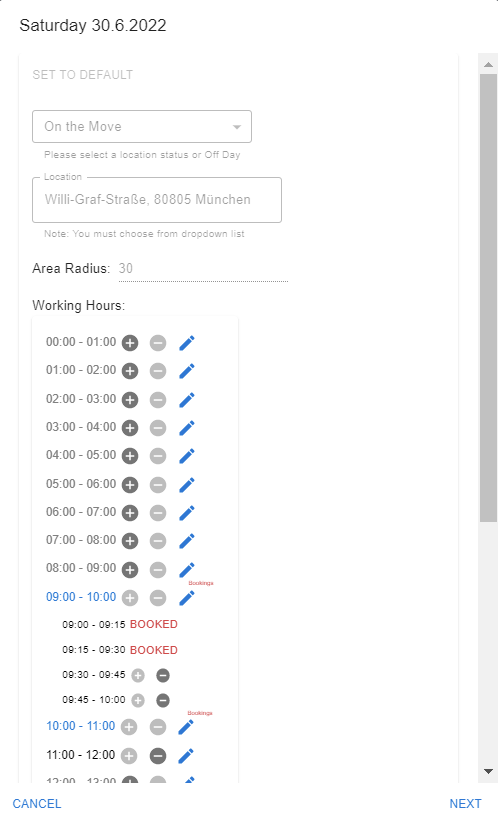 Saturday 30.6.2022
SET TO DEFAULT
On the Move
Please select a location status or Off Day
Location
Willi-Graf-Straße, 80805 München
Note: You must choose from dropdown list
Area Radius: 30
Working Hours:
00:00 - 01:00
01:00 - 02:00
02:00 - 03:00
03:00 - 04:00
04:00 - 05:00
05:00 - 06:00
06:00 - 07:00
07:00 - 08:00
08:00 - 09:00
Bookings
09:00 - 10:00
09:00 - 09:15 BOOKED
09:15 - 09:30 BOOKED
09:30 - 09:45
09:45 - 10:00
Bookings
10:00 - 11:00
11:00 - 12:00
12:00 - 13:00
CANCEL
NEXT